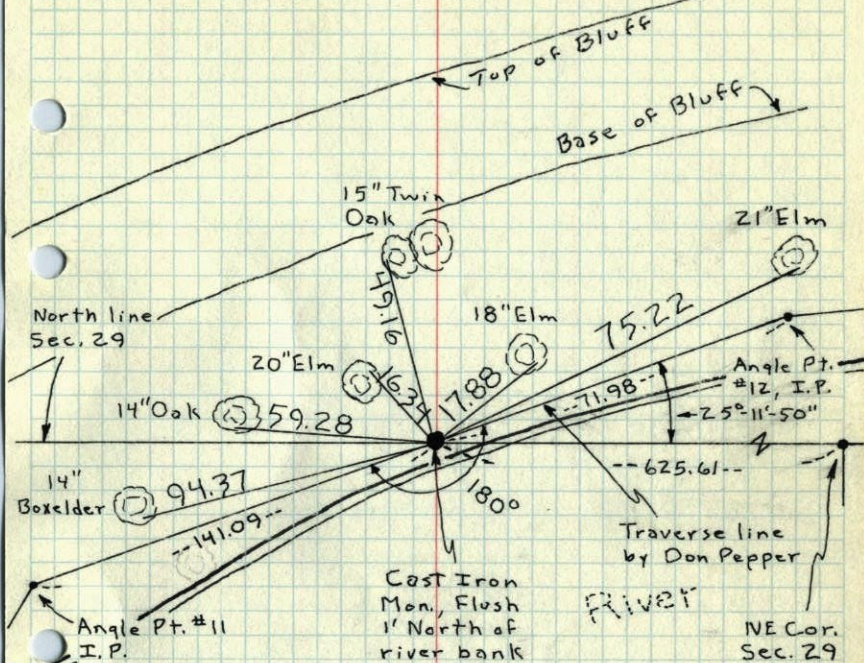 Top of Bluff
Base of Bluff
15" Twin
Oak
21" Elm
49.16
North line
Sec. 29
18" Elm
75.22
20" Elm
16.34
17.88
Angle Pt.
#12, I.P.
14" Oak
59.28
--71.98--
25°-11'-50"
14"
Boxelder
94.37
--625.61--
180°
--141.09--
Traverse line
by Don Pepper
Cast Iron
Mon., Flush
1' North of
river bank
River
Angle Pt. #11
I.P.
NE Cor.
Sec. 29